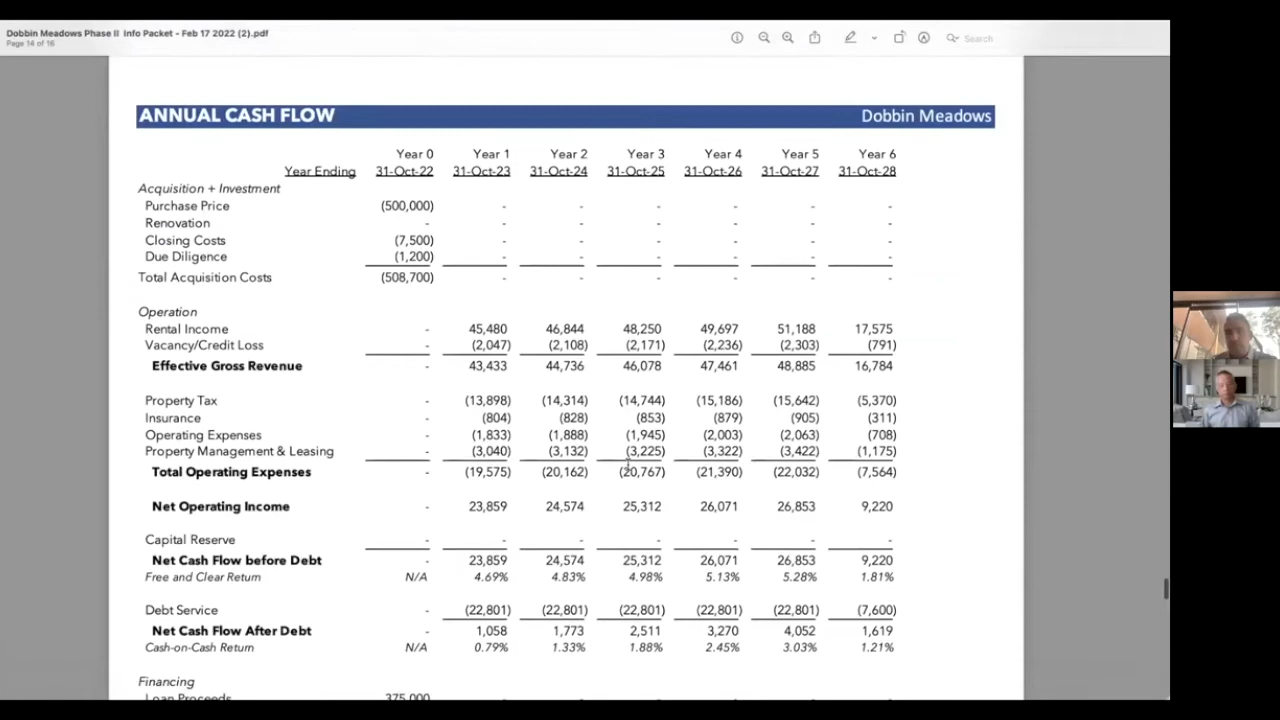 Dobbin Meadows Phase II Info Packet - Feb 17 2022 (2).pdf
Page 14 of 16
Search
ANNUAL CASH FLOW Dobbin Meadows
Year 0 Year 1 Year 2 Year 3 Year 4 Year 5 Year 6
Year Ending 31-Oct-22 31-Oct-23 31-Oct-24 31-Oct-25 31-Oct-26 31-Oct-27 31-Oct-28
Acquisition + Investment
Purchase Price (500,000) - - - - - -
Renovation - - - - - - -
Closing Costs (7,500) - - - - - -
Due Diligence (1,200) - - - - - -
Total Acquisition Costs (508,700) - - - - - -
Operation
Rental Income - 45,480 46,844 48,250 49,697 51,188 17,575
Vacancy/Credit Loss - (2,047) (2,108) (2,171) (2,236) (2,303) (791)
Effective Gross Revenue - 43,433 44,736 46,078 47,461 48,885 16,784
Property Tax - (13,898) (14,314) (14,744) (15,186) (15,642) (5,370)
Insurance - (804) (828) (853) (879) (905) (311)
Operating Expenses - (1,833) (1,888) (1,945) (2,003) (2,063) (708)
Property Management & Leasing - (3,040) (3,132) (3,225) (3,322) (3,422) (1,175)
Total Operating Expenses - (19,575) (20,162) (20,767) (21,390) (22,032) (7,564)
Net Operating Income - 23,859 24,574 25,312 26,071 26,853 9,220
Capital Reserve - - - - - - -
Net Cash Flow before Debt - 23,859 24,574 25,312 26,071 26,853 9,220
Free and Clear Return N/A 4.69% 4.83% 4.98% 5.13% 5.28% 1.81%
Debt Service - (22,801) (22,801) (22,801) (22,801) (22,801) (7,600)
Net Cash Flow After Debt - 1,058 1,773 2,511 3,270 4,052 1,619
Cash-on-Cash Return N/A 0.79% 1.33% 1.88% 2.45% 3.03% 1.21%
Financing
Loan Proceeds 375,000 - - - - - -